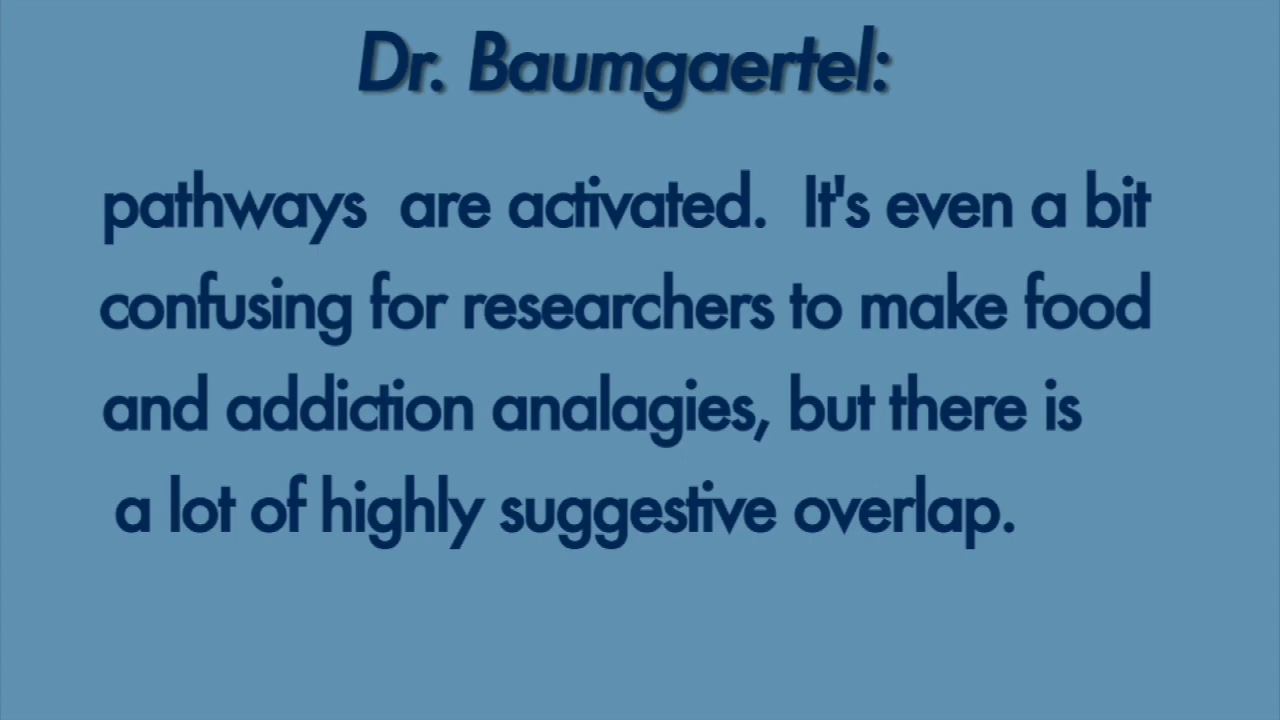 Dr. Baumgaertel:
pathways  are activated.  It's even a bit
confusing for researchers to make food
and addiction analagies, but there is
a lot of highly suggestive overlap.